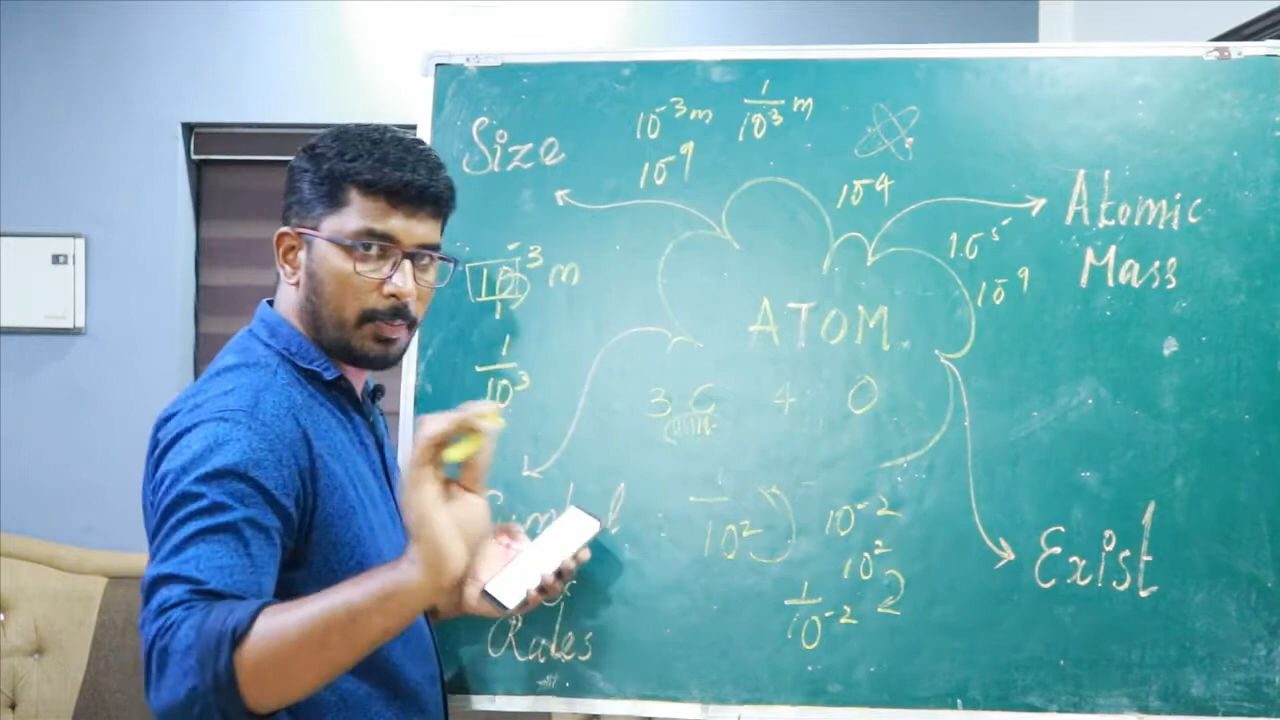 Size
10⁻³m
1/10³ m
10⁻⁹
10⁻4
Atomic
Mass
10⁻⁵
10⁻⁹
10⁻³ m
1/10³
ATOM
3 C 4 O
1/10²
10⁻²
10²
1/10⁻² 2
Exist
Rules